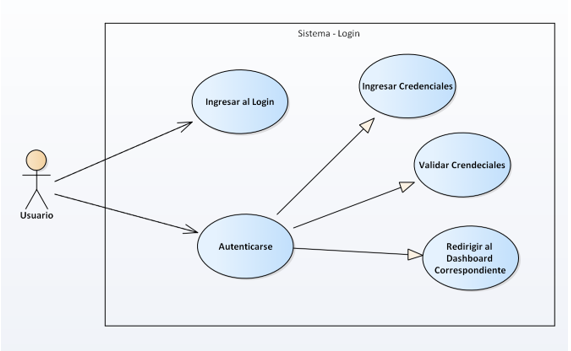 Sistema - Login
Ingresar al Login
Ingresar Credenciales
Validar Crendeciales
Usuario
Autenticarse
Redirigir al
Dashboard
Correspondiente